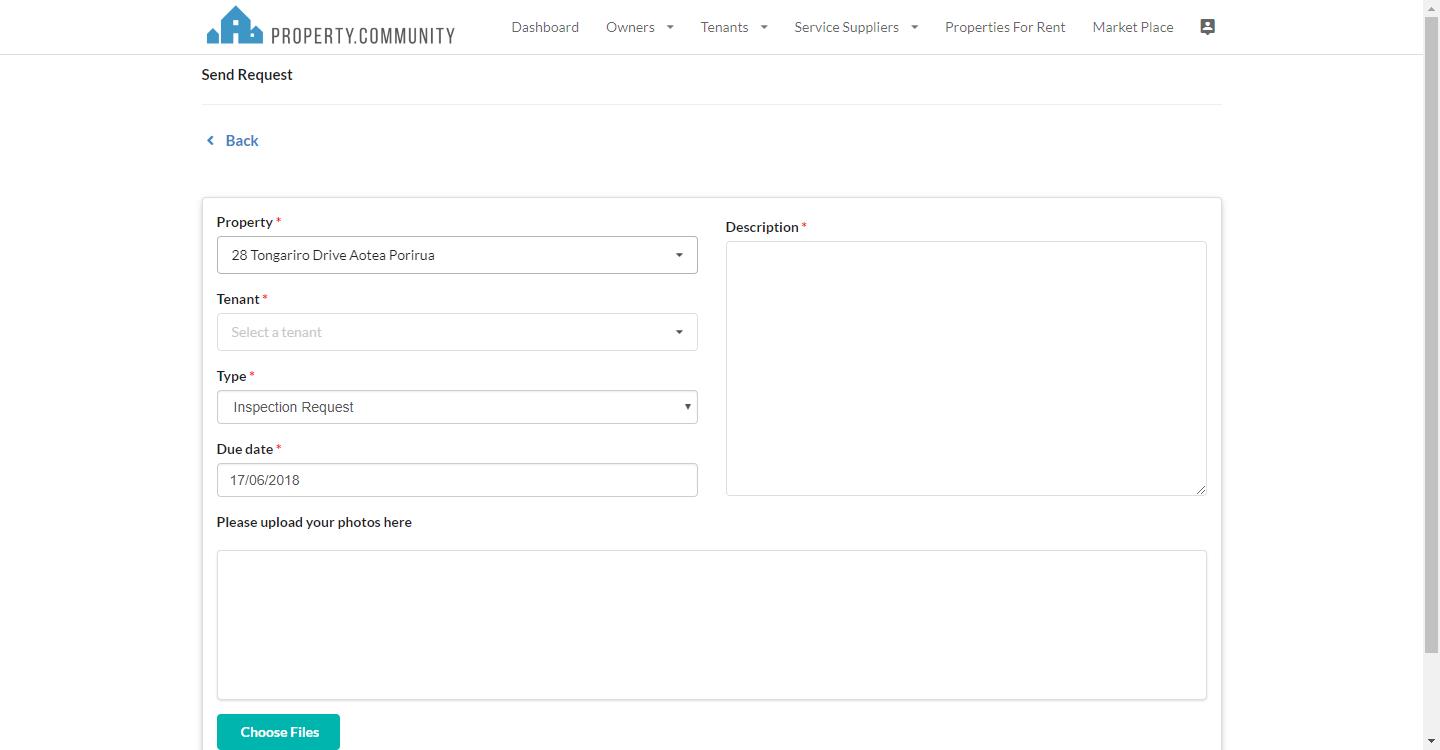 PROPERTY.COMMUNITY
Dashboard Owners Tenants Service Suppliers Properties For Rent Market Place
Send Request
Back
Property *
28 Tongariro Drive Aotea Porirua
Tenant *
Select a tenant
Type *
Inspection Request
Due date *
17/06/2018
Description *
Please upload your photos here
Choose Files